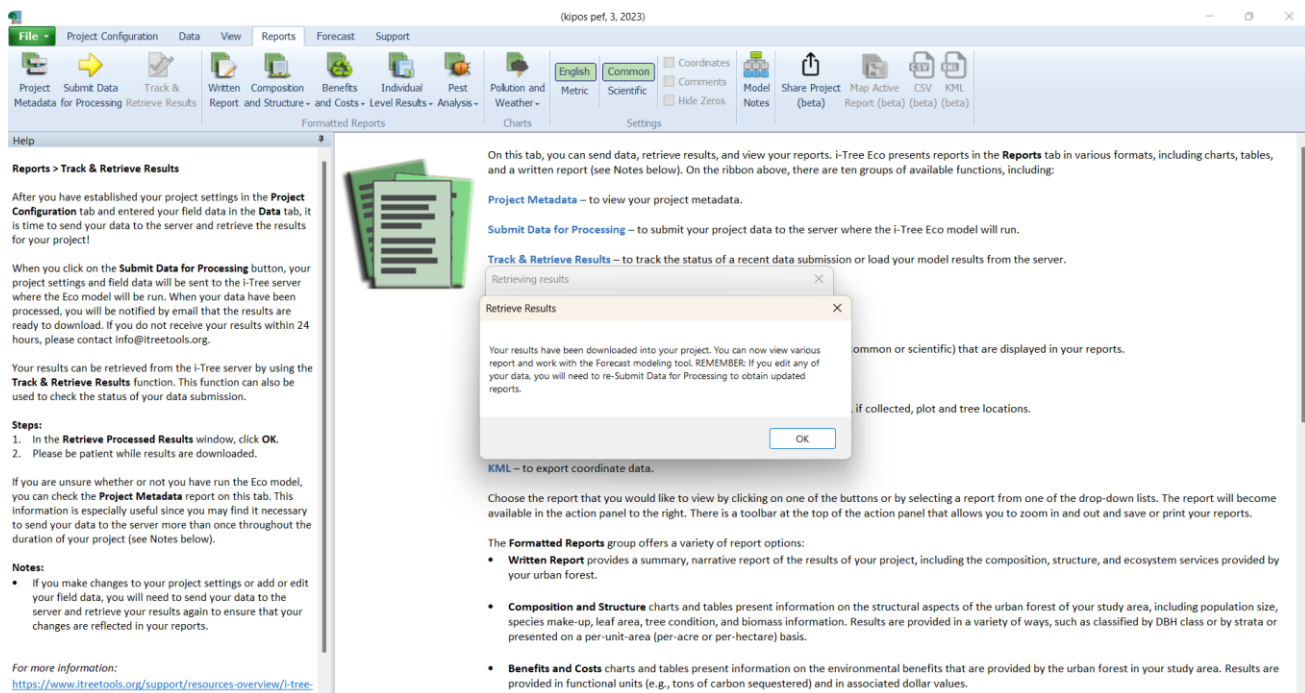 (kipos pef, 3, 2023)
File Project Configuration Data View Reports Forecast Support
Project Metadata
Submit Data for Processing
Track & Retrieve Results
Written Report
Composition and Structure
Benefits and Costs
Individual Level Results
Pest Analysis
Pollution and Weather
English
Metric
Common
Scientific
Coordinates
Comments
Hide Zeros
Model Notes
Share Project (beta)
Map Active Report (beta)
CSV (beta)
KML (beta)
Formatted Reports
Charts
Settings
Help
Reports > Track & Retrieve Results
After you have established your project settings in the Project
Configuration tab and entered your field data in the Data tab, it
is time to send your data to the server and retrieve the results
for your project!
When you click on the Submit Data for Processing button, your
project settings and field data will be sent to the i-Tree server
where the Eco model will be run. When your data have been
processed, you will be notified by email that the results are
ready to download. If you do not receive your results within 24
hours, please contact info@itreetools.org.
Your results can be retrieved from the i-Tree server by using the
Track & Retrieve Results function. This function can also be
used to check the status of your data submission.
Steps:
1. In the Retrieve Processed Results window, click OK.
2. Please be patient while results are downloaded.
If you are unsure whether or not you have run the Eco model,
you can check the Project Metadata report on this tab. This
information is especially useful since you may find it necessary
to send your data to the server more than once throughout the
duration of your project (see Notes below).
Notes:
• If you make changes to your project settings or add or edit
your field data, you will need to send your data to the
server and retrieve your results again to ensure that your
changes are reflected in your reports.
For more information:
https://www.itreetools.org/support/resources-overview/i-tree-
On this tab, you can send data, retrieve results, and view your reports. i-Tree Eco presents reports in the Reports tab in various formats, including charts, tables,
and a written report (see Notes below). On the ribbon above, there are ten groups of available functions, including:
Project Metadata – to view your project metadata.
Submit Data for Processing – to submit your project data to the server where the i-Tree Eco model will run.
Track & Retrieve Results – to track the status of a recent data submission or load your model results from the server.
Retrieving results
Retrieve Results
Your results have been downloaded into your project. You can now view various
report and work with the Forecast modeling tool. REMEMBER: If you edit any of
your data, you will need to re-Submit Data for Processing to obtain updated
reports.
OK
ommon or scientific) that are displayed in your reports.
if collected, plot and tree locations.
KML – to export coordinate data.
Choose the report that you would like to view by clicking on one of the buttons or by selecting a report from one of the drop-down lists. The report will become
available in the action panel to the right. There is a toolbar at the top of the action panel that allows you to zoom in and out and save or print your reports.
The Formatted Reports group offers a variety of report options:
• Written Report provides a summary, narrative report of the results of your project, including the composition, structure, and ecosystem services provided by
your urban forest.
• Composition and Structure charts and tables present information on the structural aspects of the urban forest of your study area, including population size,
species make-up, leaf area, tree condition, and biomass information. Results are provided in a variety of ways, such as classified by DBH class or by strata or
presented on a per-unit-area (per-acre or per-hectare) basis.
• Benefits and Costs charts and tables present information on the environmental benefits that are provided by the urban forest in your study area. Results are
provided in functional units (e.g., tons of carbon sequestered) and in associated dollar values.